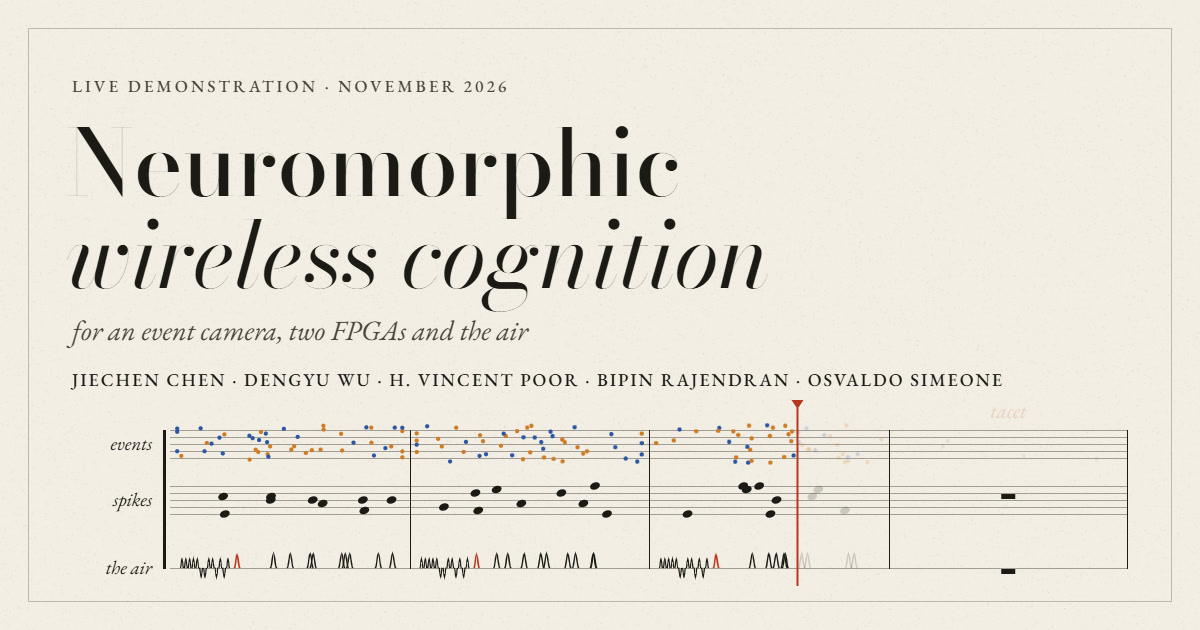 LIVE DEMONSTRATION · NOVEMBER 2026
Neuromorphic
wireless cognition
for an event camera, two FPGAs and the air
JIECHEN CHEN · DENGYU WU · H. VINCENT POOR · BIPIN RAJENDRAN · OSVALDO SIMEONE
tacet
events
spikes
the air